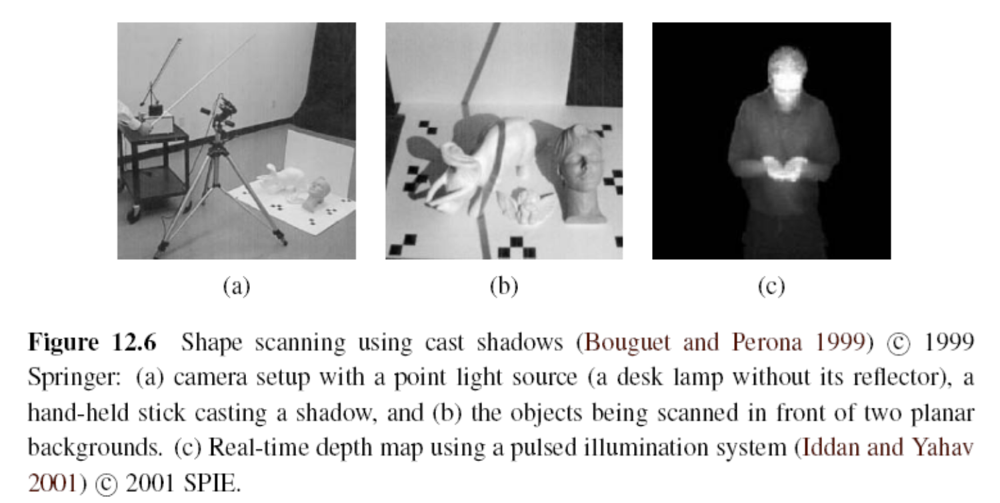 (a) (b) (c)
Figure 12.6 Shape scanning using cast shadows (Bouguet and Perona 1999) © 1999
Springer: (a) camera setup with a point light source (a desk lamp without its reflector), a
hand-held stick casting a shadow, and (b) the objects being scanned in front of two planar
backgrounds. (c) Real-time depth map using a pulsed illumination system (Iddan and Yahav
2001) © 2001 SPIE.